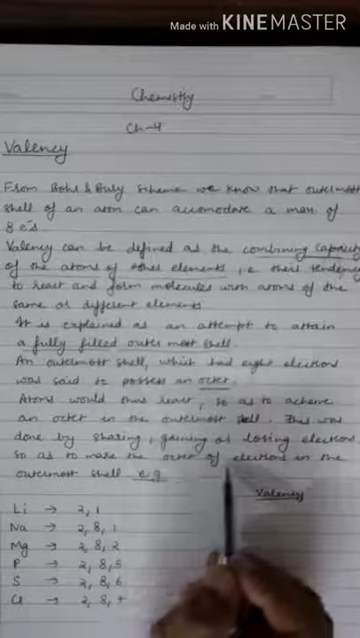 Made with KINEMASTER
Chemistry
Ch-4
Valency
From Bohr & Bury Scheme we know that outermost
shell of an atom can accomodate a max of
8 e⁻s
Valency can be defined as the combining capacity
of the atoms of other elements, i.e their tendency
to react and form molecules with atoms of the
same or different elements
It is explained as an attempt to attain
a fully filled outer most shell.
An outermost shell, which had eight electrons
was said to possess an octet.
Atoms would thus react, so as to acheive
an octet in the outermost shell. This was
done by sharing, gaining or losing electrons
so as to make the octet of electrons in the
outermost shell e.g
Valency
Li → 2, 1
Na → 2, 8, 1
Mg → 2, 8, 2
P → 2, 8, 5
S → 2, 8, 6
Cl → 2, 8, 7